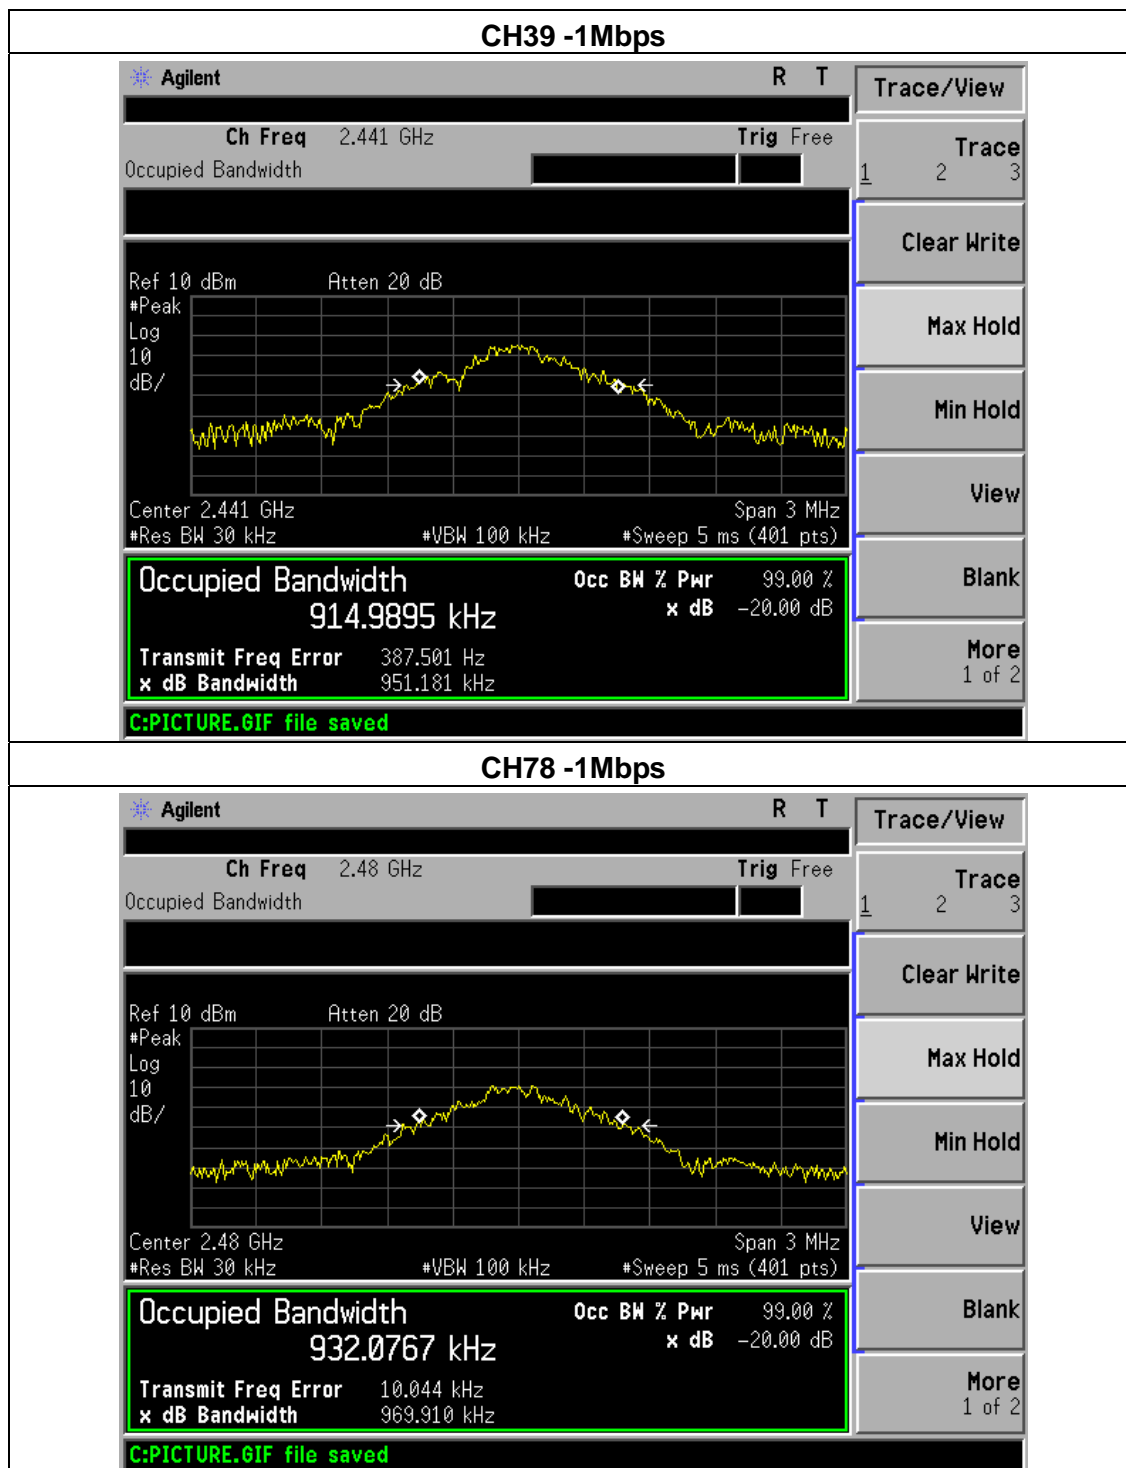 CH39 -1Mbps
Agilent R T
Trace/View
Ch Freq 2.441 GHz Trig Free
Occupied Bandwidth
Trace
1 2 3
Clear Write
Ref 10 dBm Atten 20 dB
#Peak
Log
10
dB/
Max Hold
Min Hold
View
Center 2.441 GHz Span 3 MHz
#Res BW 30 kHz #VBW 100 kHz #Sweep 5 ms (401 pts)
Occupied Bandwidth Occ BW % Pwr 99.00 %
914.9895 kHz x dB -20.00 dB
Blank
Transmit Freq Error 387.501 Hz
x dB Bandwidth 951.181 kHz
More
1 of 2
C:PICTURE.GIF file saved
CH78 -1Mbps
Agilent R T
Trace/View
Ch Freq 2.48 GHz Trig Free
Occupied Bandwidth
Trace
1 2 3
Clear Write
Ref 10 dBm Atten 20 dB
#Peak
Log
10
dB/
Max Hold
Min Hold
View
Center 2.48 GHz Span 3 MHz
#Res BW 30 kHz #VBW 100 kHz #Sweep 5 ms (401 pts)
Occupied Bandwidth Occ BW % Pwr 99.00 %
932.0767 kHz x dB -20.00 dB
Blank
Transmit Freq Error 10.044 kHz
x dB Bandwidth 969.910 kHz
More
1 of 2
C:PICTURE.GIF file saved